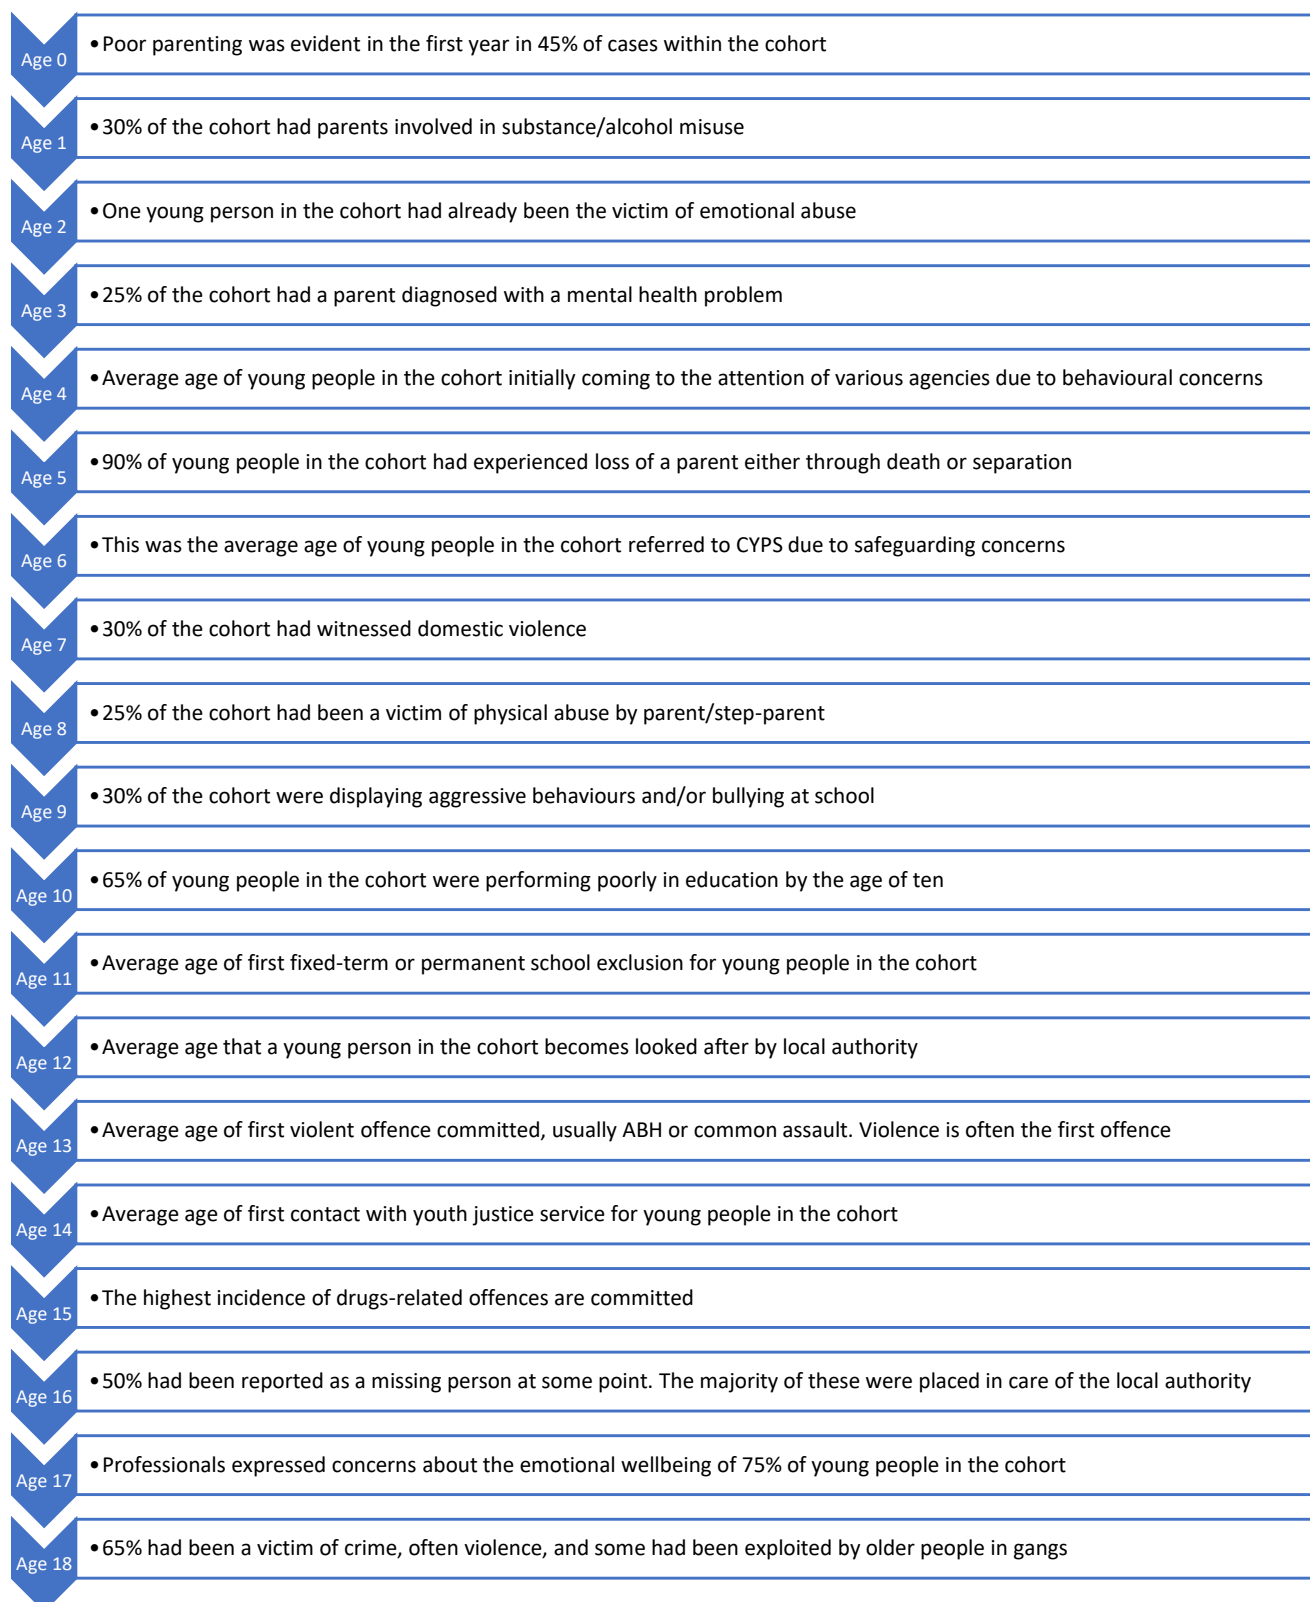 Age 0
•Poor parenting was evident in the first year in 45% of cases within the cohort
Age 1
•30% of the cohort had parents involved in substance/alcohol misuse
Age 2
•One young person in the cohort had already been the victim of emotional abuse
Age 3
•25% of the cohort had a parent diagnosed with a mental health problem
Age 4
•Average age of young people in the cohort initially coming to the attention of various agencies due to behavioural concerns
Age 5
•90% of young people in the cohort had experienced loss of a parent either through death or separation
Age 6
•This was the average age of young people in the cohort referred to CYPS due to safeguarding concerns
Age 7
•30% of the cohort had witnessed domestic violence
Age 8
•25% of the cohort had been a victim of physical abuse by parent/step-parent
Age 9
•30% of the cohort were displaying aggressive behaviours and/or bullying at school
Age 10
•65% of young people in the cohort were performing poorly in education by the age of ten
Age 11
•Average age of first fixed-term or permanent school exclusion for young people in the cohort
Age 12
•Average age that a young person in the cohort becomes looked after by local authority
Age 13
•Average age of first violent offence committed, usually ABH or common assault. Violence is often the first offence
Age 14
•Average age of first contact with youth justice service for young people in the cohort
Age 15
•The highest incidence of drugs-related offences are committed
Age 16
•50% had been reported as a missing person at some point. The majority of these were placed in care of the local authority
Age 17
•Professionals expressed concerns about the emotional wellbeing of 75% of young people in the cohort
Age 18
•65% had been a victim of crime, often violence, and some had been exploited by older people in gangs